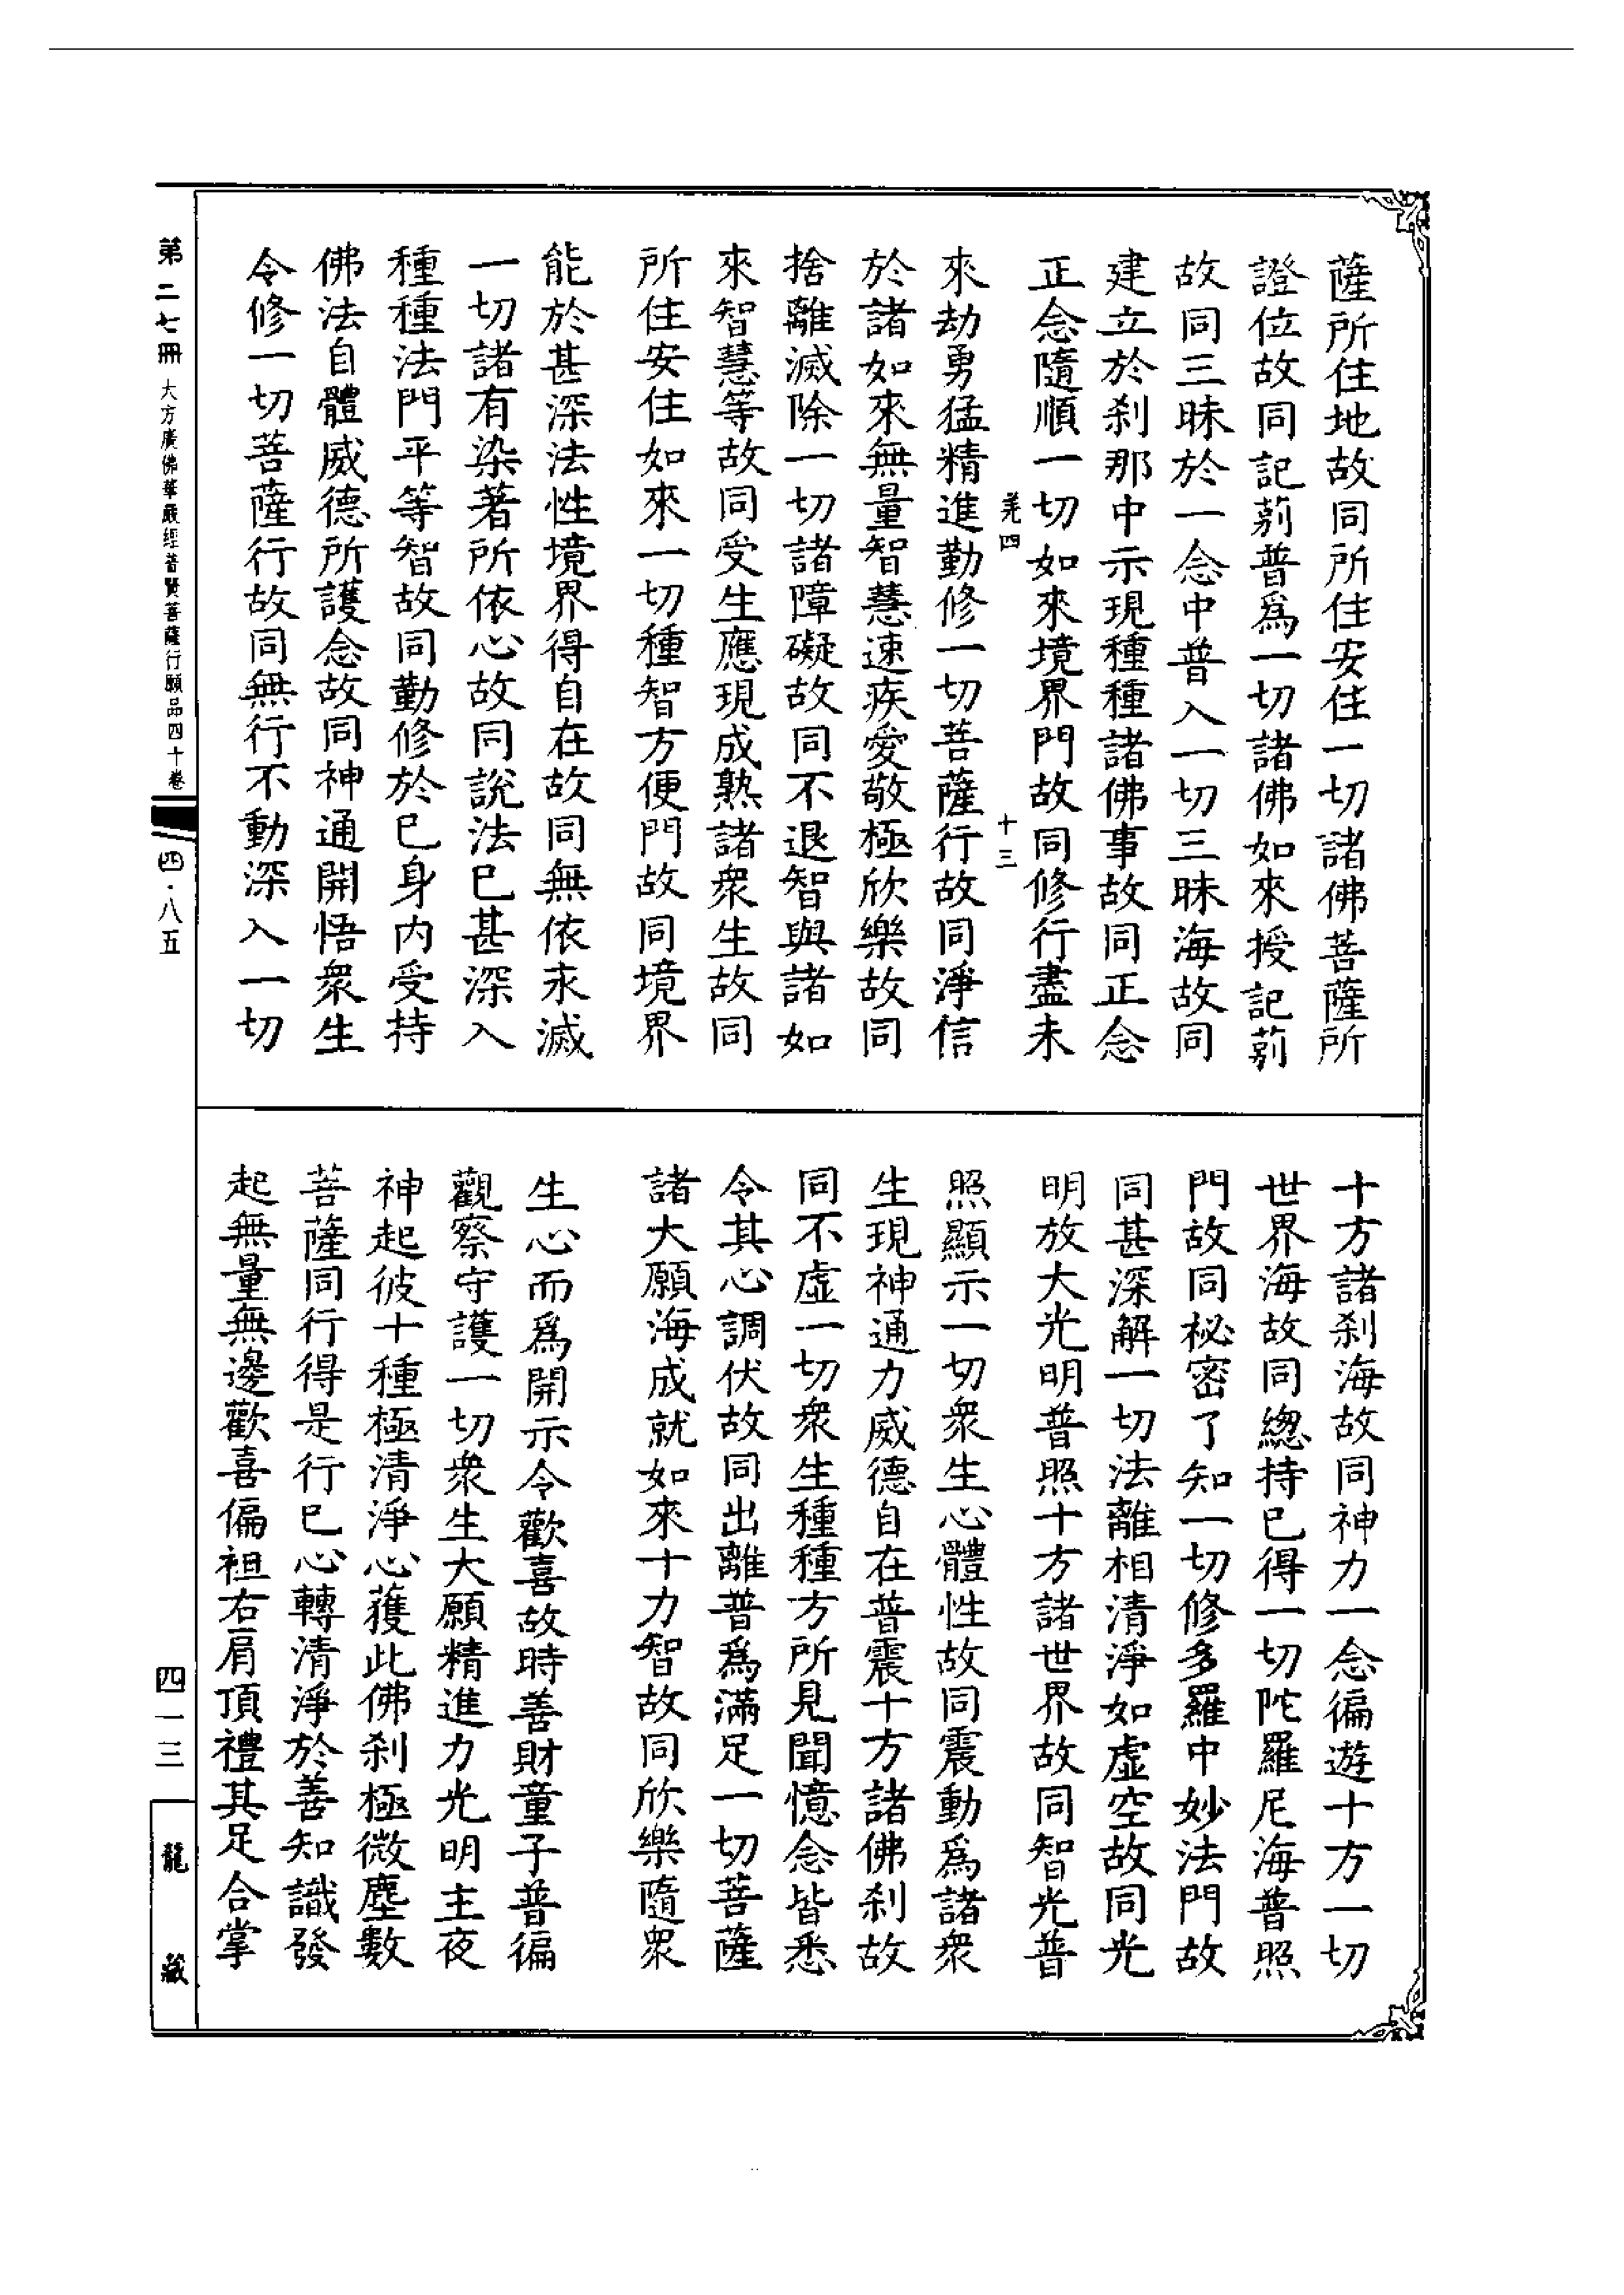 薩所住地故同所住安住一切諸佛菩薩所
證位故同記莂普爲一切諸佛如來授記莂
故同三昧於一念中普入一切三昧海故同
建立於剎那中示現種種諸佛事故同正念
正念隨順一切如來境界門故同修行盡未
羌四 十三
來劫勇猛精進勤修一切菩薩行故同淨信
於諸如來無量智慧速疾愛敬極欣樂故同
捨離滅除一切諸障礙故同不退智與諸如
來智慧等故同受生應現成熟諸衆生故同
所住安住如來一切種智方便門故同境界
能於甚深法性境界得自在故同無依永滅
一切諸有染著所依心故同說法已甚深入
種種法門平等智故同勤修於已身內受持
佛法自體威德所護念故同神通開悟衆生
令修一切菩薩行故同無行不動深入一切
十方諸剎海故同神力一念徧遊十方一切
世界海故同總持已得一切陀羅尼海普照
門故同祕密了知一切修多羅中妙法門故
同甚深解一切法離相清淨如虛空故同光
明放大光明普照十方諸世界故同智光普
照顯示一切衆生心體性故同震動爲諸衆
生現神通力威德自在普震十方諸佛剎故
同不虛一切衆生種種方所見聞憶念皆悉
令其心調伏故同出離普爲滿足一切菩薩
諸大願海成就如來十力智故同欣樂隨衆
生心而爲開示令歡喜故時善財童子普徧
觀察守護一切衆生大願精進力光明主夜
神起彼十種極清淨心獲此佛剎極微塵數
菩薩同行得是行已心轉清淨於善知識發
起無量無邊歡喜偏袒右肩頂禮其足合掌
第二七冊 大方廣佛華嚴經普賢菩薩行願品四十卷 四·八五
四一三 龍藏